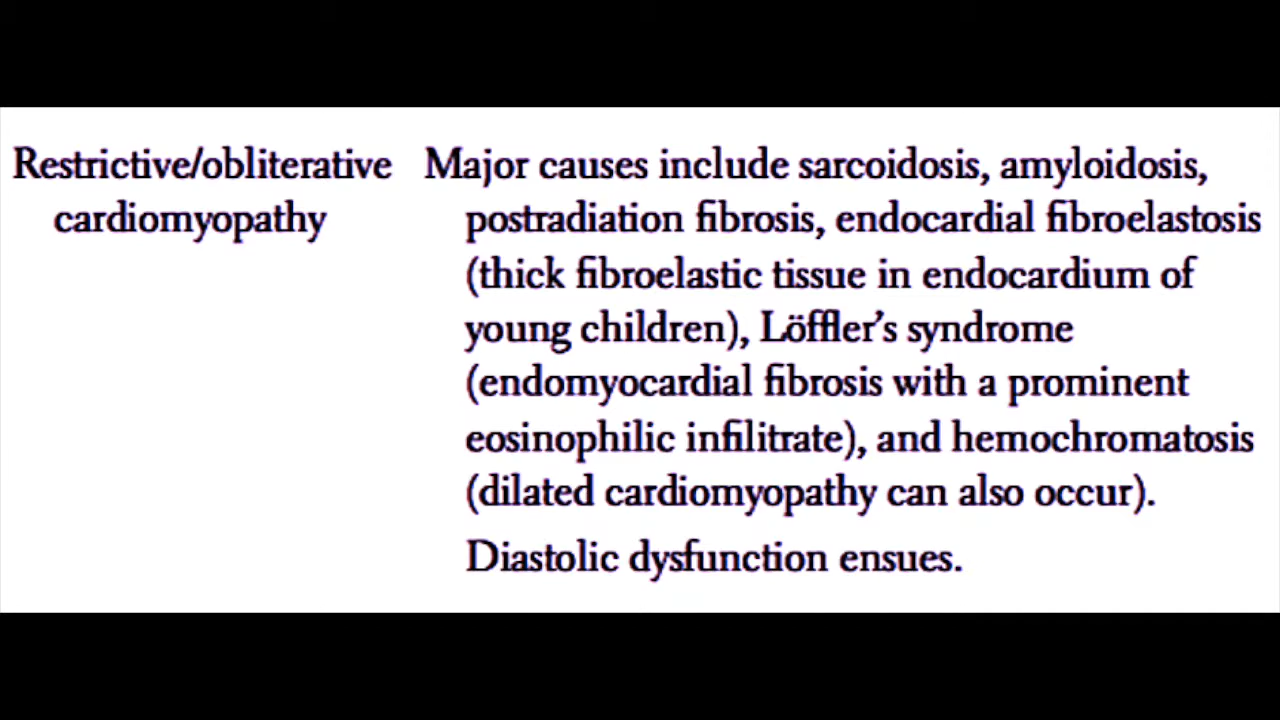 Restrictive/obliterative
cardiomyopathy
Major causes include sarcoidosis, amyloidosis,
postradiation fibrosis, endocardial fibroelastosis
(thick fibroelastic tissue in endocardium of
young children), Löffler’s syndrome
(endomyocardial fibrosis with a prominent
eosinophilic infilitrate), and hemochromatosis
(dilated cardiomyopathy can also occur).
Diastolic dysfunction ensues.